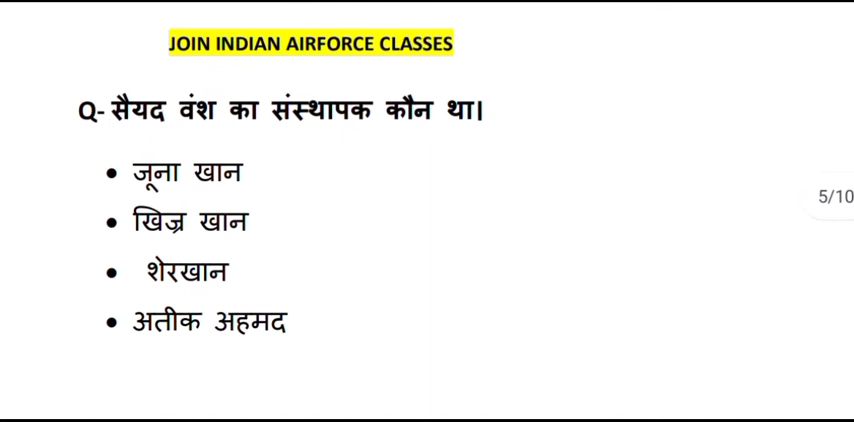 JOIN INDIAN AIRFORCE CLASSES
Q- सैयद वंश का संस्थापक कौन था।
• जूना खान
• खिज्र खान
• शेरखान
• अतीक अहमद
5/10